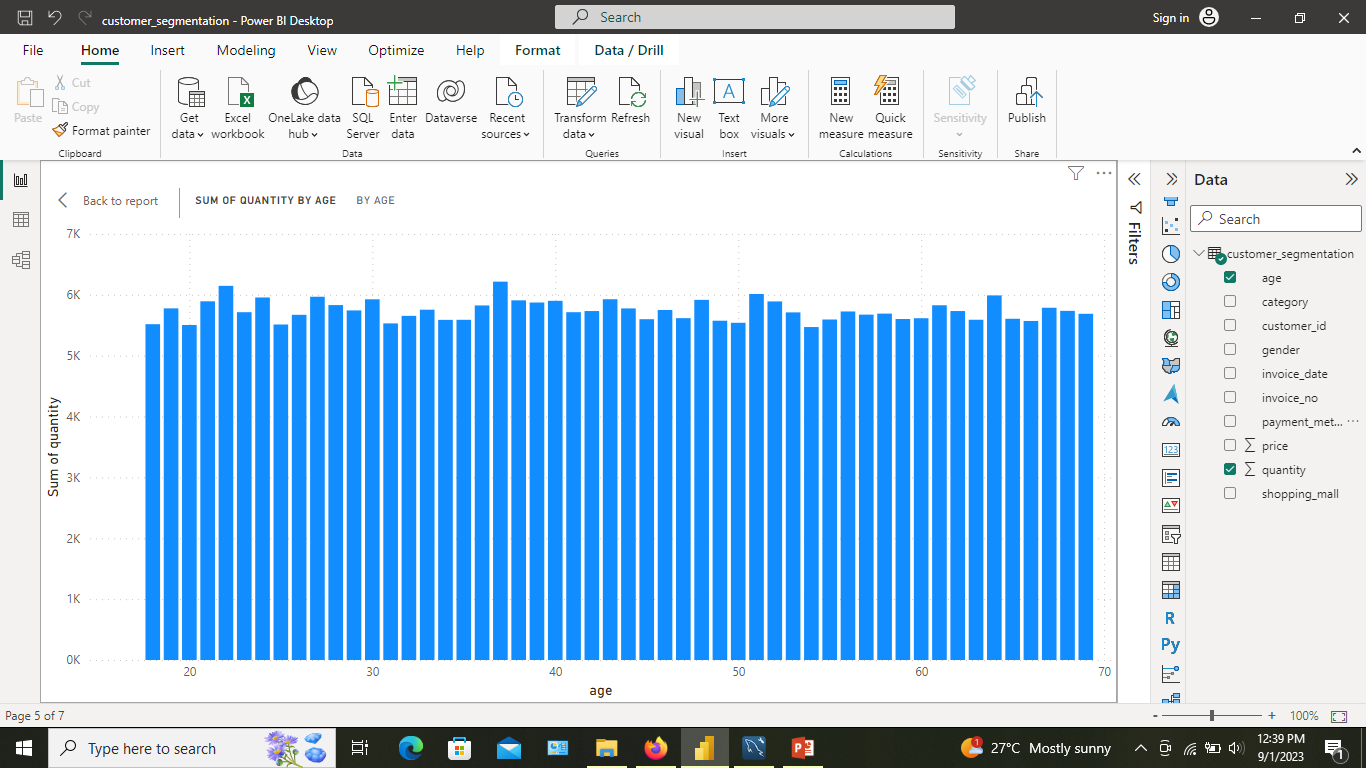 customer_segmentation - Power BI Desktop
Search
Sign in
File Home Insert Modeling View Optimize Help Format Data / Drill
Paste
Cut
Copy
Format painter
Clipboard
Get data
Excel workbook
OneLake data hub
SQL Server
Enter data
Dataverse
Recent sources
Data
Transform data
Refresh
Queries
New visual
A
Text box
More visuals
Insert
New measure
Quick measure
Calculations
Sensitivity
Sensitivity
Publish
Share
Back to report
SUM OF QUANTITY BY AGE
BY AGE
7K
6K
5K
4K
3K
2K
1K
0K
Sum of quantity
20 30 40 50 60 70
age
Filters
123
R
Py
Data
Search
customer_segmentation
age
category
customer_id
gender
invoice_date
invoice_no
payment_met...
Σ price
Σ quantity
shopping_mall
Page 5 of 7
- + 100%
Type here to search
27°C Mostly sunny
12:39 PM
9/1/2023
1
1